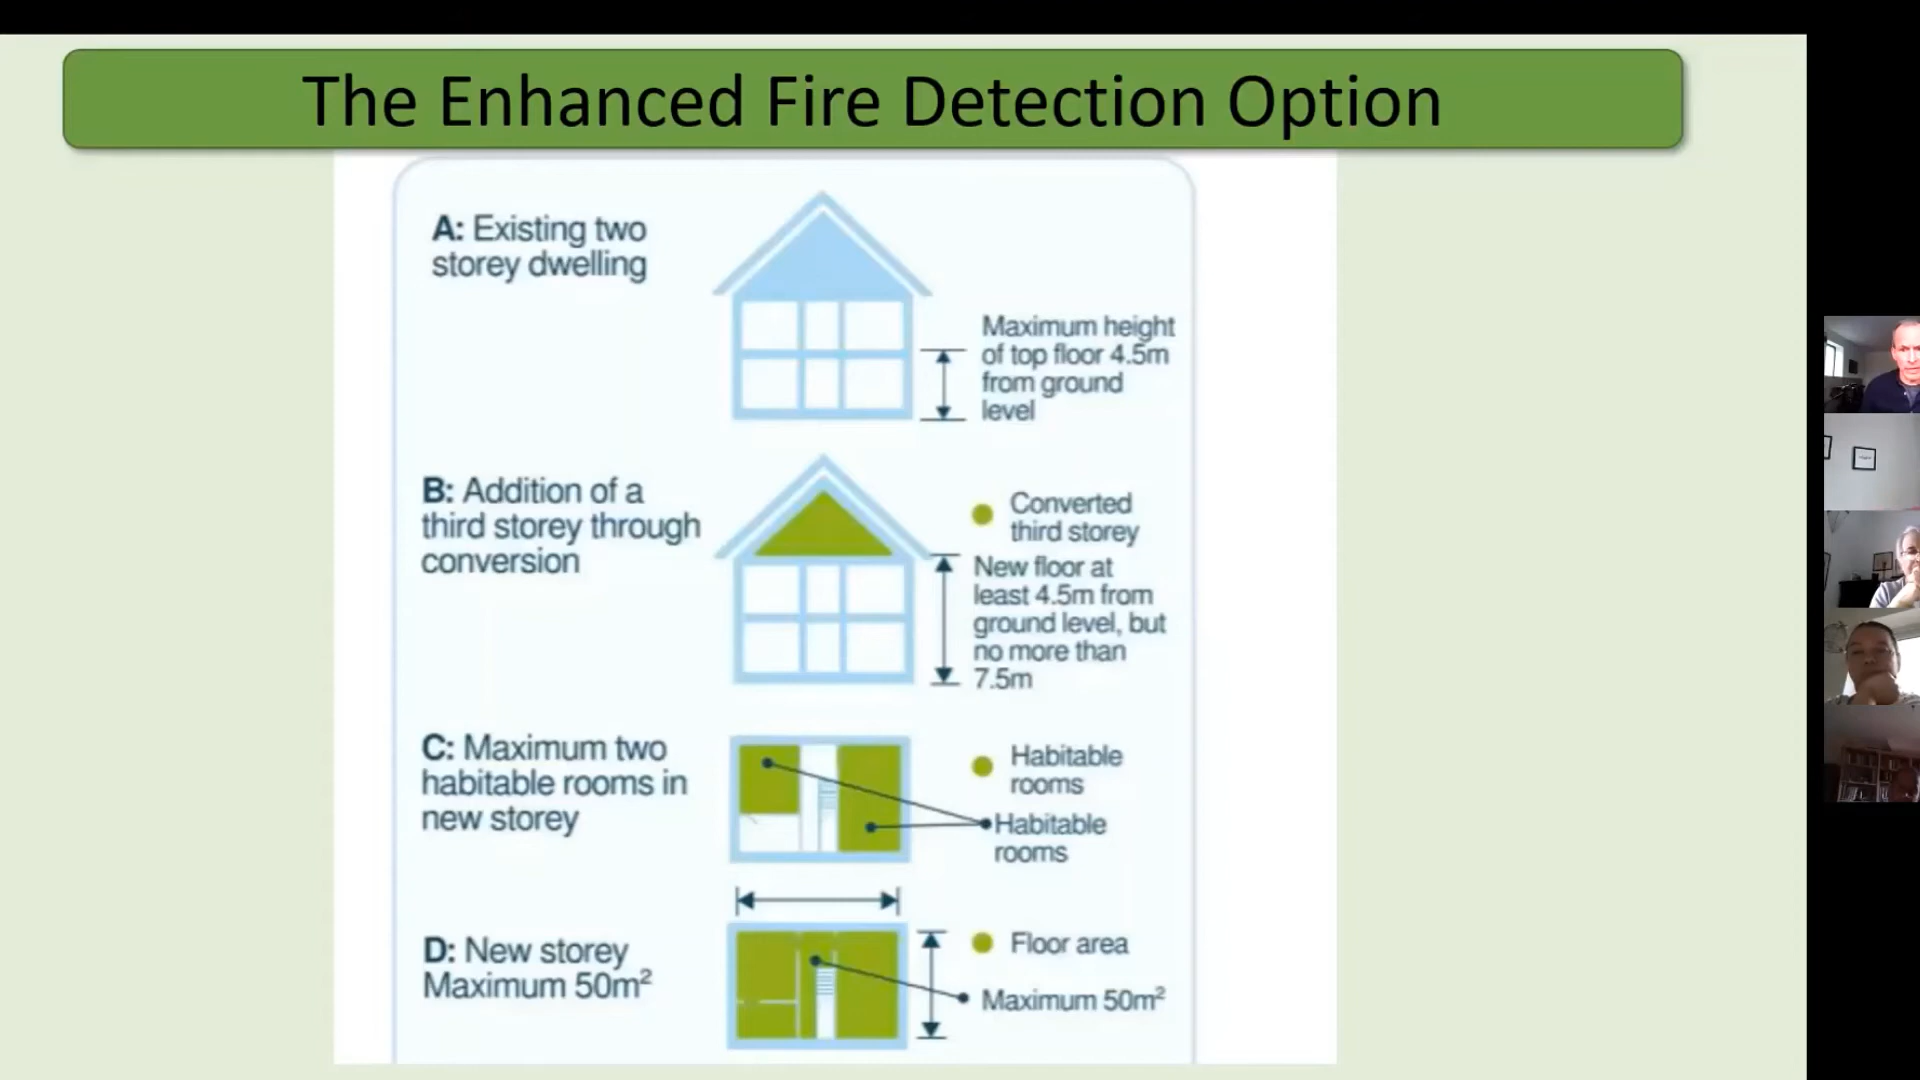 The Enhanced Fire Detection Option
A: Existing two
storey dwelling
Maximum height
of top floor 4.5m
from ground
level
B: Addition of a
third storey through
conversion
Converted
third storey
New floor at
least 4.5m from
ground level, but
no more than
7.5m
C: Maximum two
habitable rooms in
new storey
Habitable
rooms
Habitable
rooms
D: New storey
Maximum 50m²
Floor area
Maximum 50m²